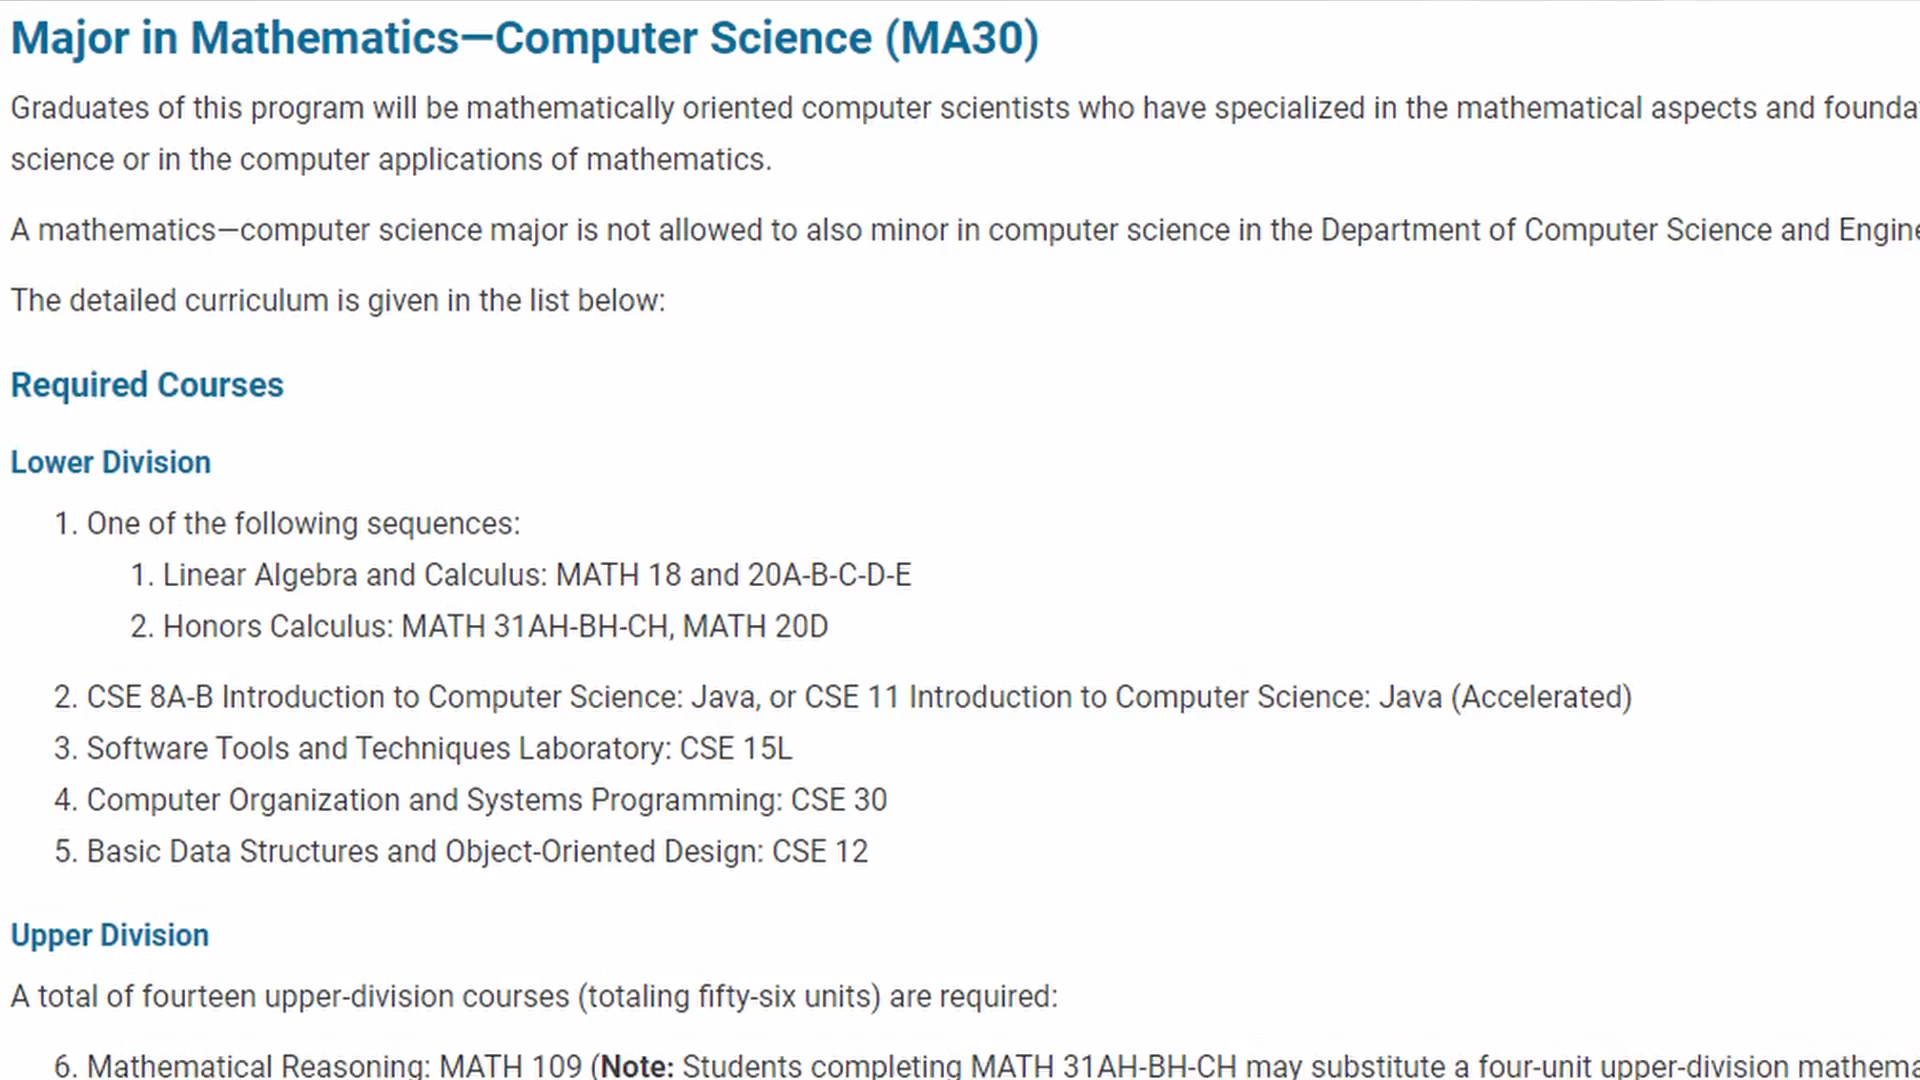 Major in Mathematics—Computer Science (MA30)
Graduates of this program will be mathematically oriented computer scientists who have specialized in the mathematical aspects and founda
science or in the computer applications of mathematics.
A mathematics—computer science major is not allowed to also minor in computer science in the Department of Computer Science and Engine
The detailed curriculum is given in the list below:
Required Courses
Lower Division
1. One of the following sequences:
1. Linear Algebra and Calculus: MATH 18 and 20A-B-C-D-E
2. Honors Calculus: MATH 31AH-BH-CH, MATH 20D
2. CSE 8A-B Introduction to Computer Science: Java, or CSE 11 Introduction to Computer Science: Java (Accelerated)
3. Software Tools and Techniques Laboratory: CSE 15L
4. Computer Organization and Systems Programming: CSE 30
5. Basic Data Structures and Object-Oriented Design: CSE 12
Upper Division
A total of fourteen upper-division courses (totaling fifty-six units) are required:
6. Mathematical Reasoning: MATH 109 (Note: Students completing MATH 31AH-BH-CH may substitute a four-unit upper-division mathema